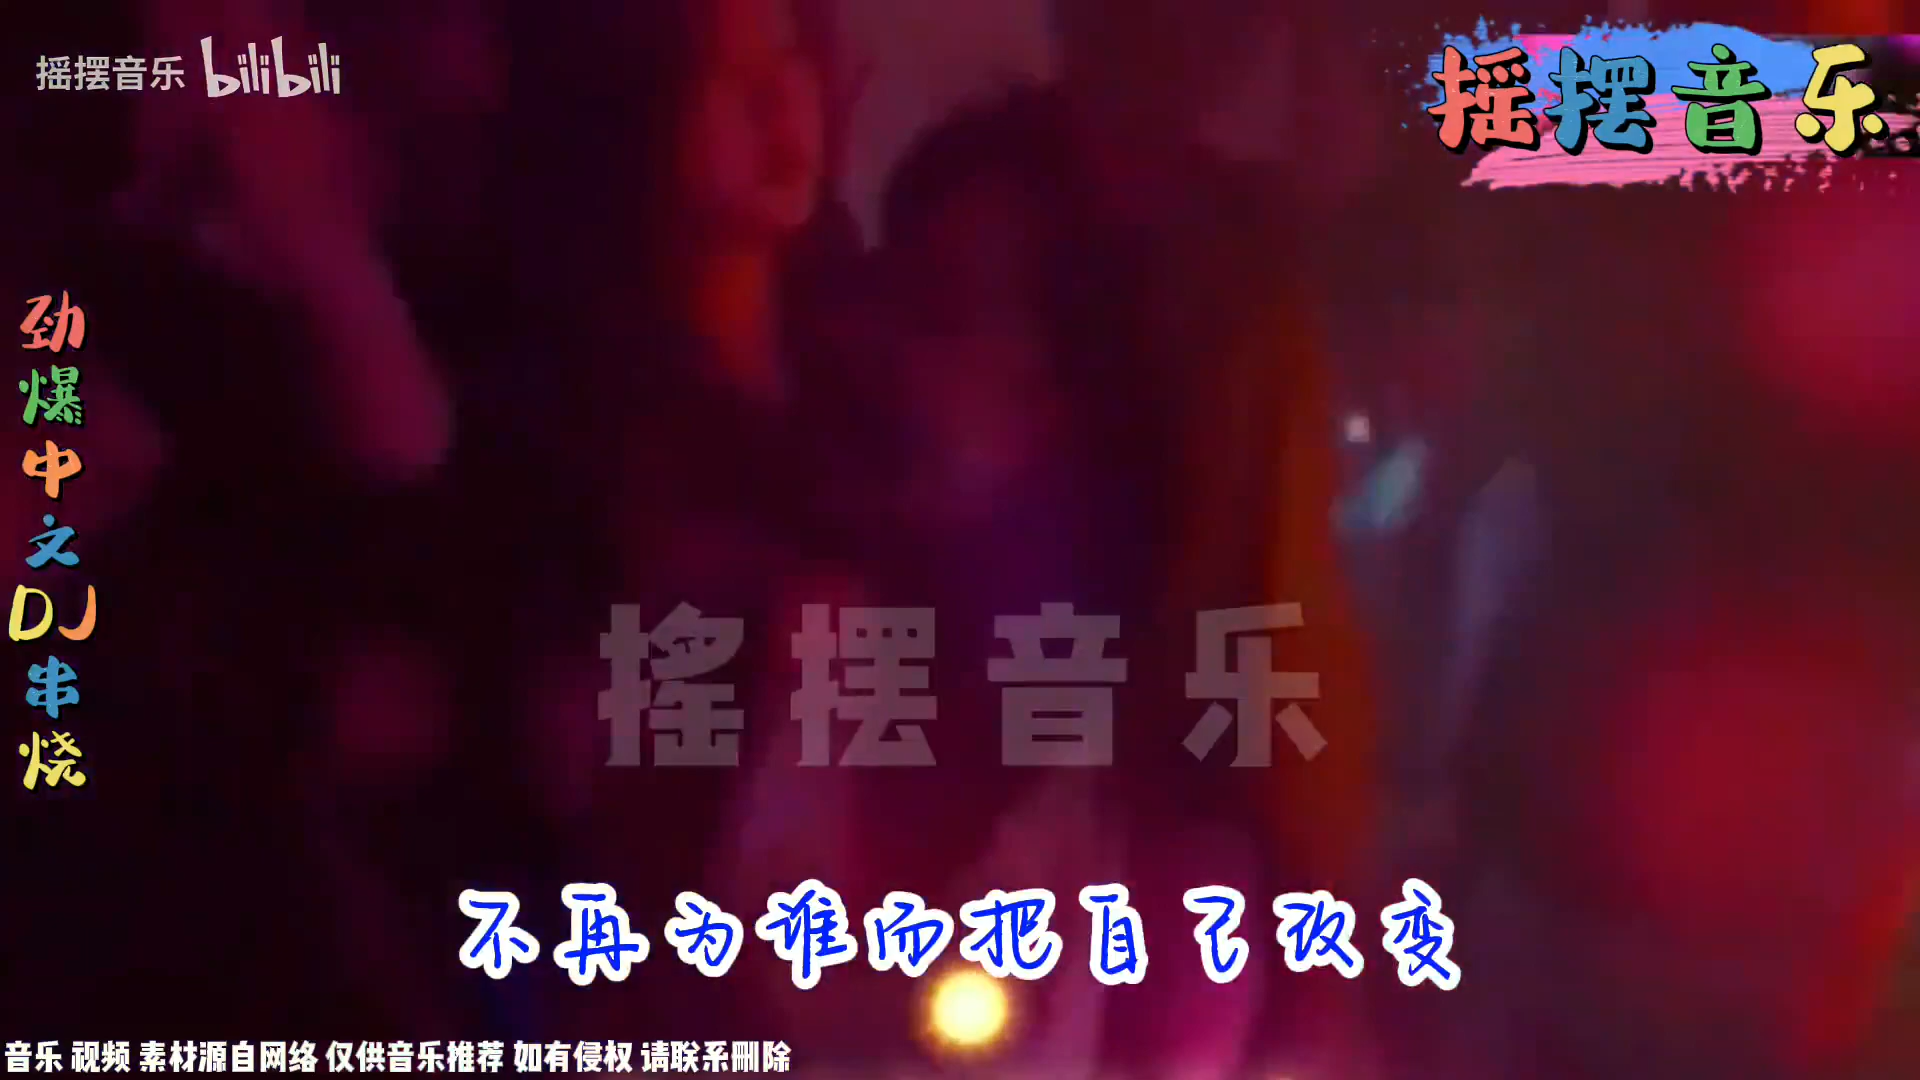 摇摆音乐 bilibili
摇摆音乐
劲爆中文DJ串烧
摇摆音乐
不再为谁而把自己改变
音乐 视频 素材源自网络 仅供音乐推荐 如有侵权 请联系删除